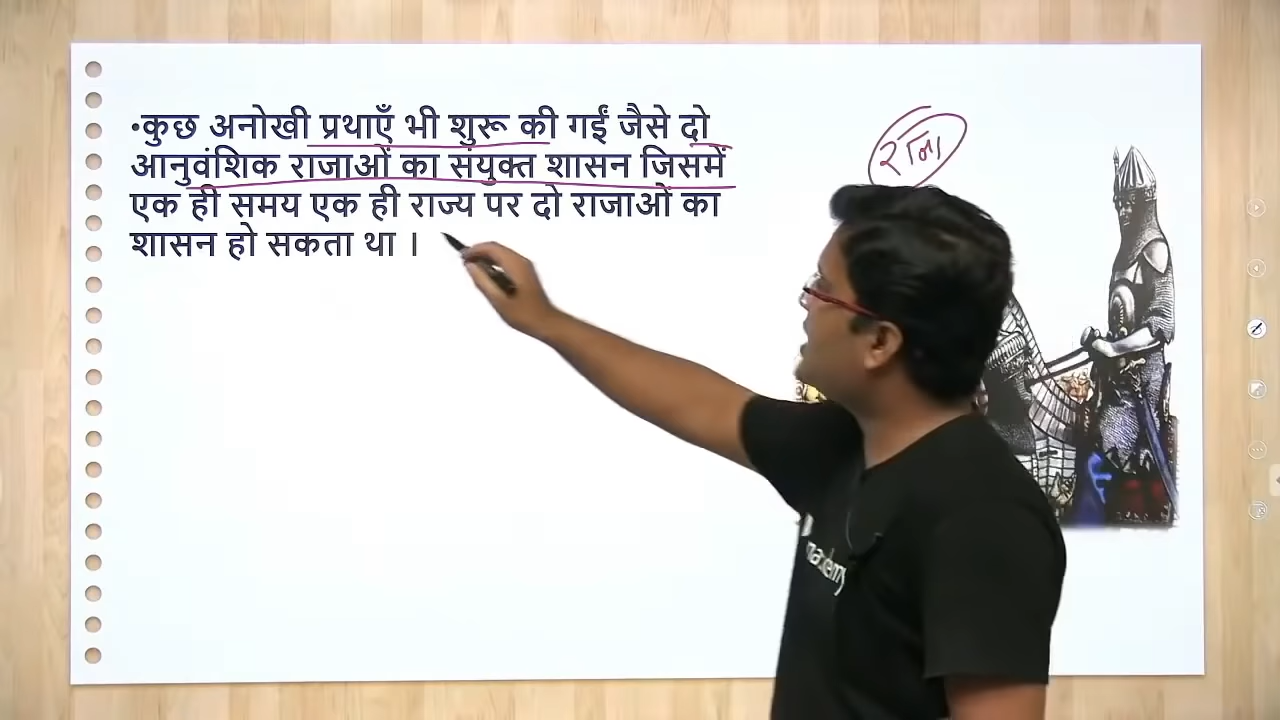 •कुछ अनोखी प्रथाएँ भी शुरू की गईं जैसे दो
आनुवंशिक राजाओं का संयुक्त शासन जिसमें
एक ही समय एक ही राज्य पर दो राजाओं का
शासन हो सकता था ।